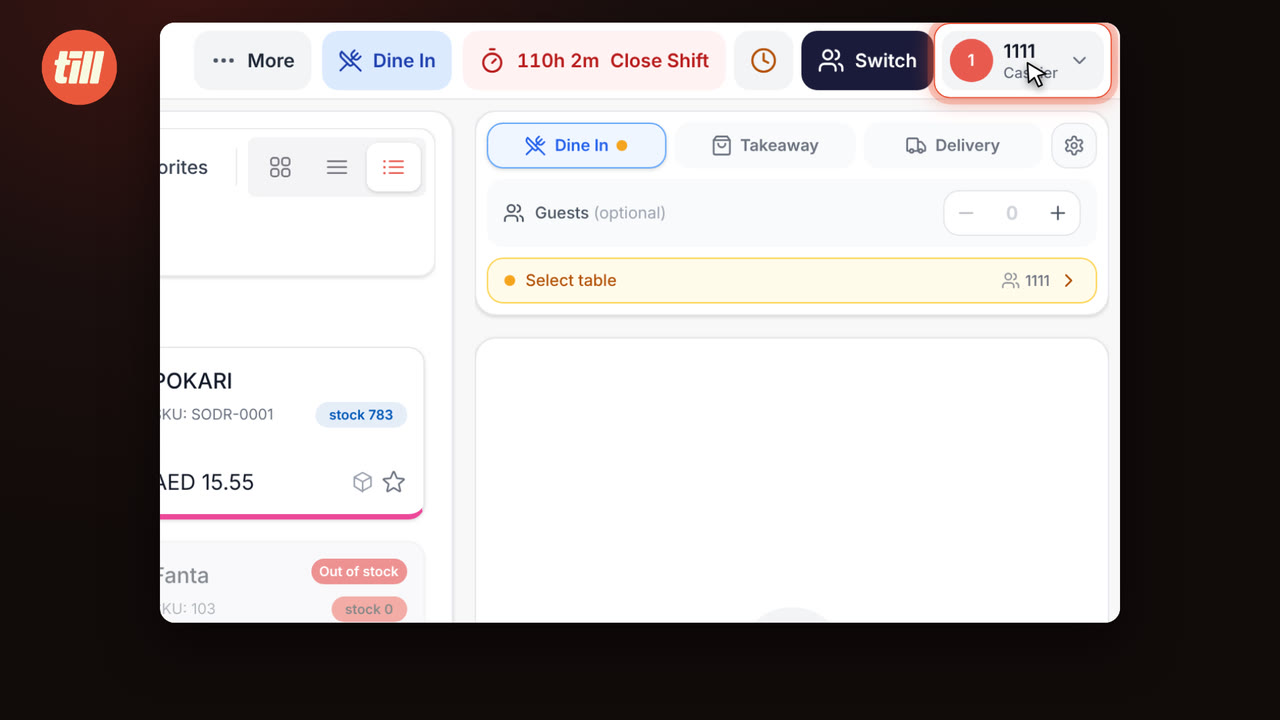 till
More
Dine In
110h 2m Close Shift
Switch
1
1111
Cashier
orites
Dine In
Takeaway
Delivery
Guests (optional)
0
Select table
1111
POKARI
SKU: SODR-0001
stock 783
AED 15.55
Fanta
Out of stock
KU: 103
stock 0